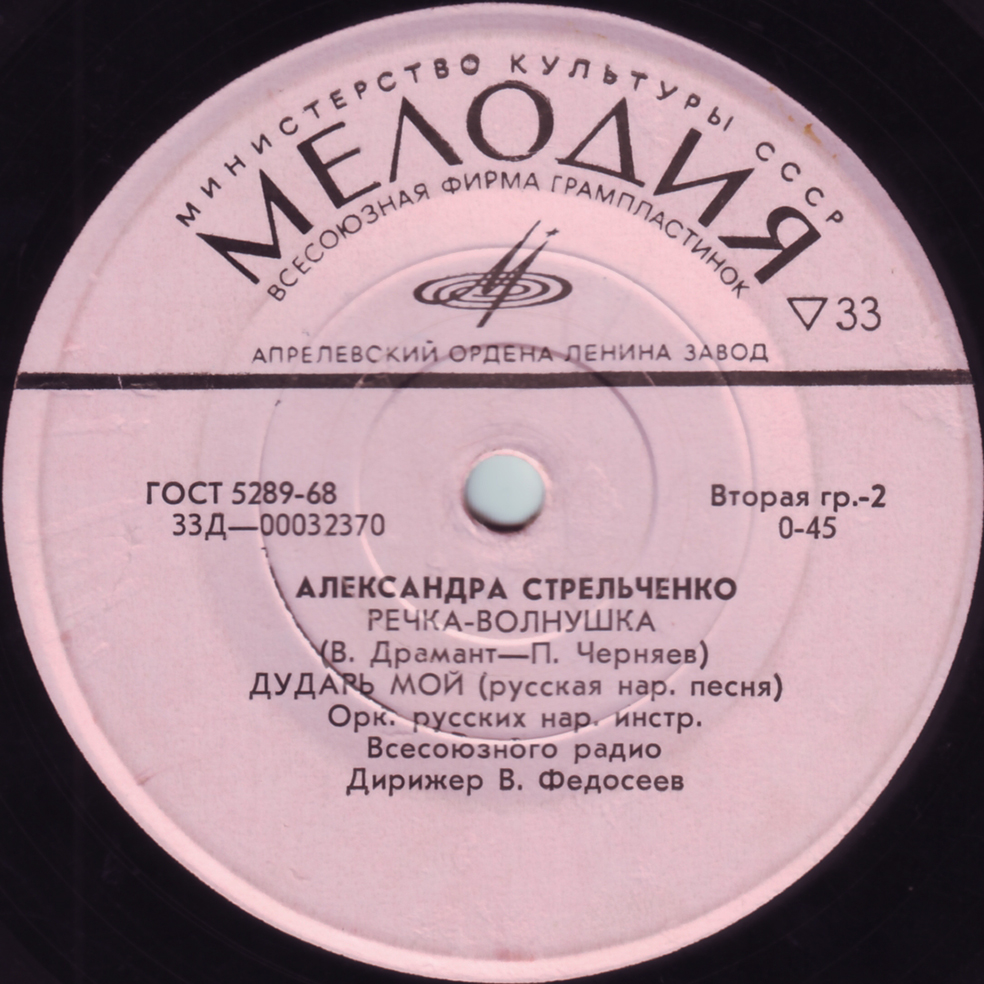 МИНИСТЕРСТВО КУЛЬТУРЫ СССР
МЕЛОДИЯ
ВСЕСОЮЗНАЯ ФИРМА ГРАМПЛАСТИНОК
33
АПРЕЛЕВСКИЙ ОРДЕНА ЛЕНИНА ЗАВОД
ГОСТ 5289-68
33Д—00032370
Вторая гр.-2
0-45
АЛЕКСАНДРА СТРЕЛЬЧЕНКО
РЕЧКА-ВОЛНУШКА
(В. Драмант—П. Черняев)
ДУДАРЬ МОЙ (русская нар. песня)
Орк. русских нар. инстр.
Всесоюзного радио
Дирижер В. Федосеев